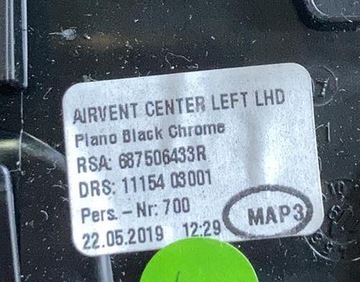 AIRVENT CENTER LEFT LHD
Piano Black Chrome
RSA: 687506433R
DRS: 11154 03001
Pers. - Nr: 700
22.05.2019 12:29 MAP3